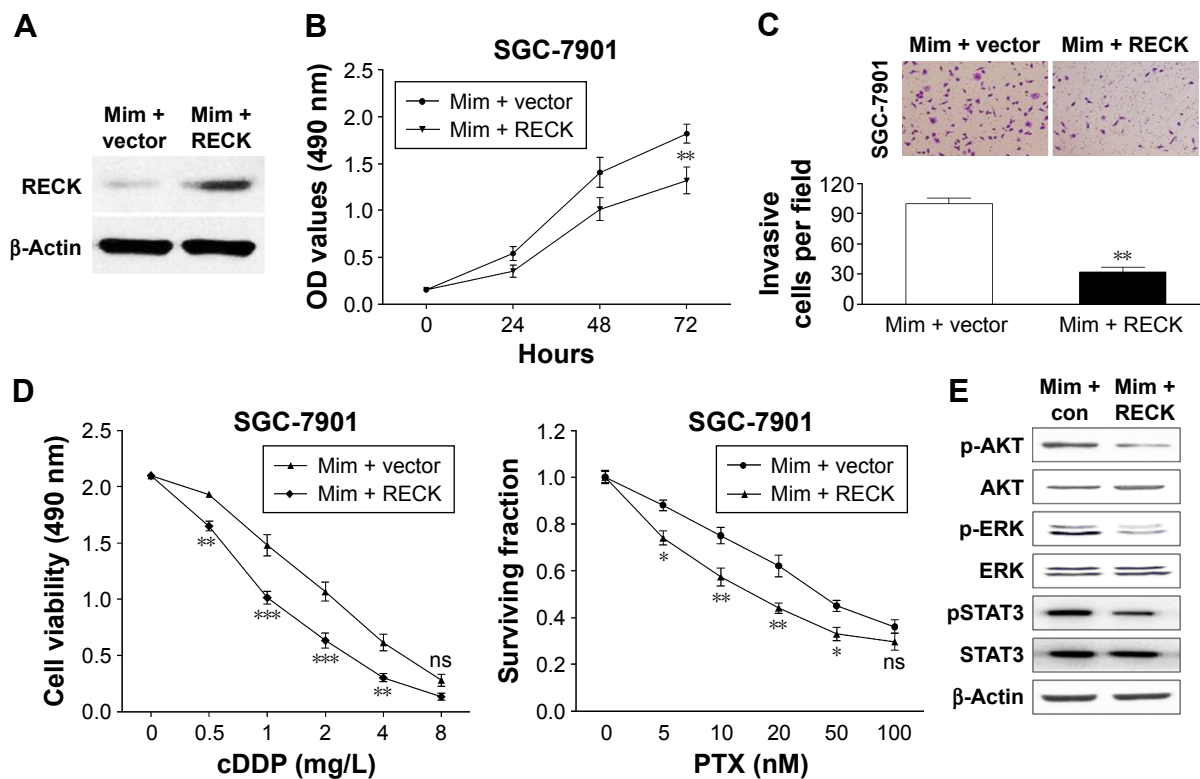 A
Mim +
vector
Mim +
RECK
RECK
β-Actin
B
SGC-7901
OD values (490 nm)
2.5
2.0
1.5
1.0
0.5
0.0
Mim + vector
Mim + RECK
**
0
24
48
72
Hours
C
Mim + vector
Mim + RECK
SGC-7901
Invasive
cells per field
120
90
60
30
0
**
Mim + vector
Mim + RECK
D
SGC-7901
Cell viability (490 nm)
2.5
2.0
1.5
1.0
0.5
0.0
Mim + vector
Mim + RECK
**
***
***
**
ns
0
0.5
1
2
4
8
cDDP (mg/L)
SGC-7901
Surviving fraction
1.2
1.0
0.8
0.6
0.4
0.2
0.0
Mim + vector
Mim + RECK
*
**
**
*
ns
0
5
10
20
50
100
PTX (nM)
E
Mim +
con
Mim +
RECK
p-AKT
AKT
p-ERK
ERK
pSTAT3
STAT3
β-Actin